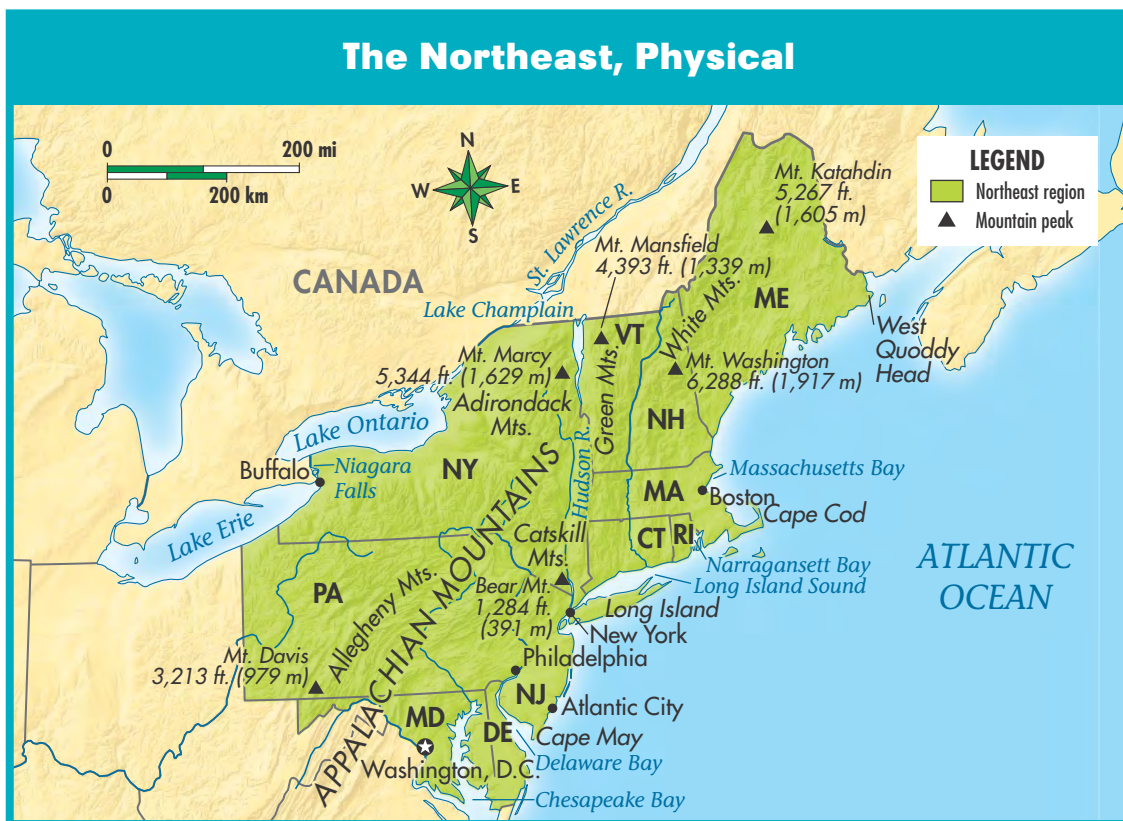 The Northeast, Physical
0 200 mi
0 200 km
N
W E
S
LEGEND
Northeast region
Mountain peak
CANADA
St. Lawrence R.
Mt. Katahdin
5,267 ft.
(1,605 m)
Mt. Mansfield
4,393 ft. (1,339 m)
Lake Champlain
ME
VT
White Mts.
West
Quoddy
Head
Mt. Marcy
5,344 ft. (1,629 m)
Adirondack
Mts.
Green Mts.
Mt. Washington
6,288 ft. (1,917 m)
NH
Lake Ontario
Buffalo
Niagara
Falls
NY
Hudson R.
Massachusetts Bay
MA
Boston
Cape Cod
Lake Erie
APPALACHIAN MOUNTAINS
Catskill
Mts.
CT
RI
Narragansett Bay
Long Island Sound
ATLANTIC
OCEAN
PA
Allegheny Mts.
Bear Mt.
1,284 ft.
(391 m)
Long Island
New York
Mt. Davis
3,213 ft. (979 m)
Philadelphia
NJ
Atlantic City
MD
DE
Cape May
Washington, D.C.
Delaware Bay
Chesapeake Bay